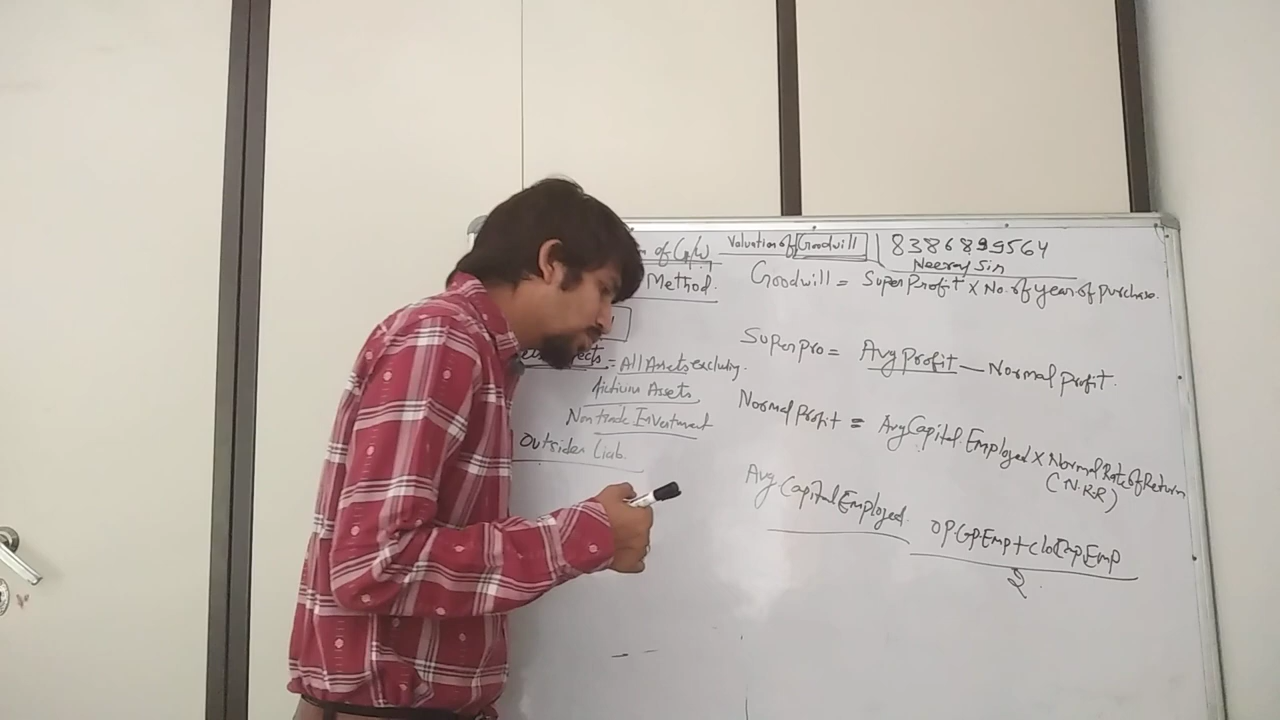 of G/W
Method.
= All Assets excluding.
Assets,
Non trade Investment
Outsider Liab.
Valuation of Goodwill
8386899564
Neeraj Sir
Goodwill = Super Profit × No. of year of purchase.
Super Pro = Avg Profit — Normal profit.
Normal Profit = Avg Capital Employed × Normal Rate of Return
(N.R.R)
Avg Capital Employed. OP Cap Emp + Clo Cap Emp
2